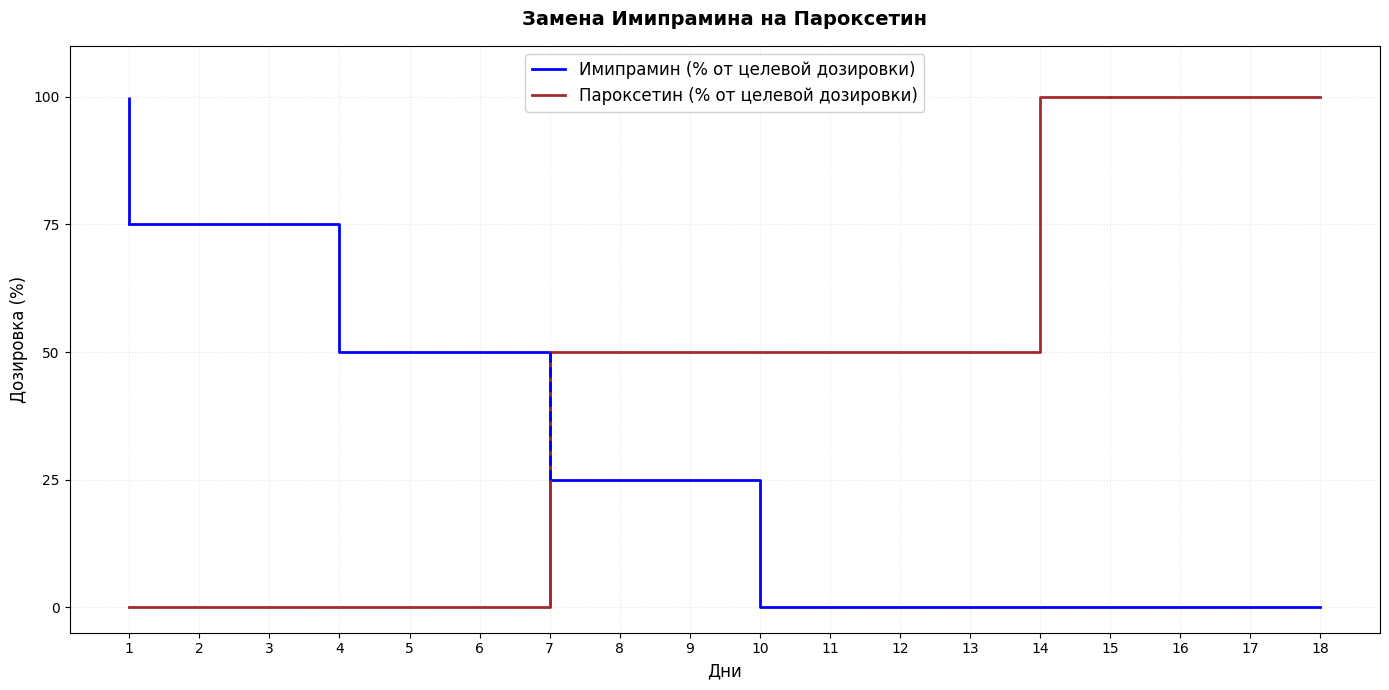 Замена Имипрамина на Пароксетин
Имипрамин (% от целевой дозировки)
Пароксетин (% от целевой дозировки)
Дозировка (%)
100
75
50
25
0
1 2 3 4 5 6 7 8 9 10 11 12 13 14 15 16 17 18
Дни